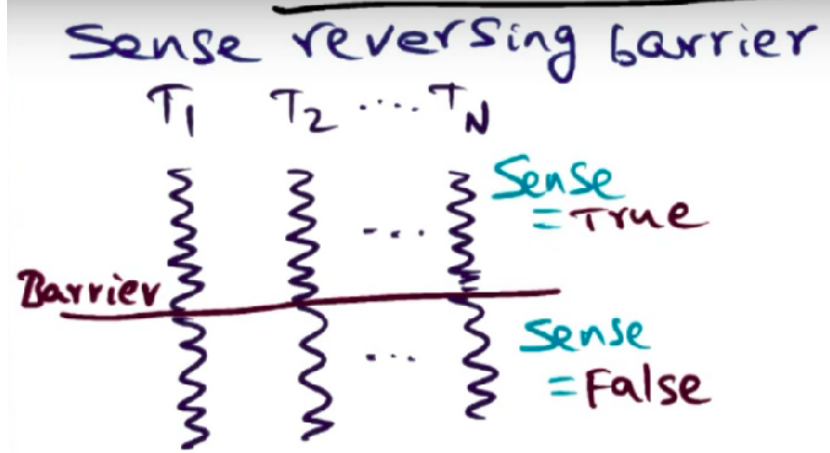 Sense reversing barrier
T1 T2 .... TN
Sense
= True
...
Barrier
Sense
= False
...